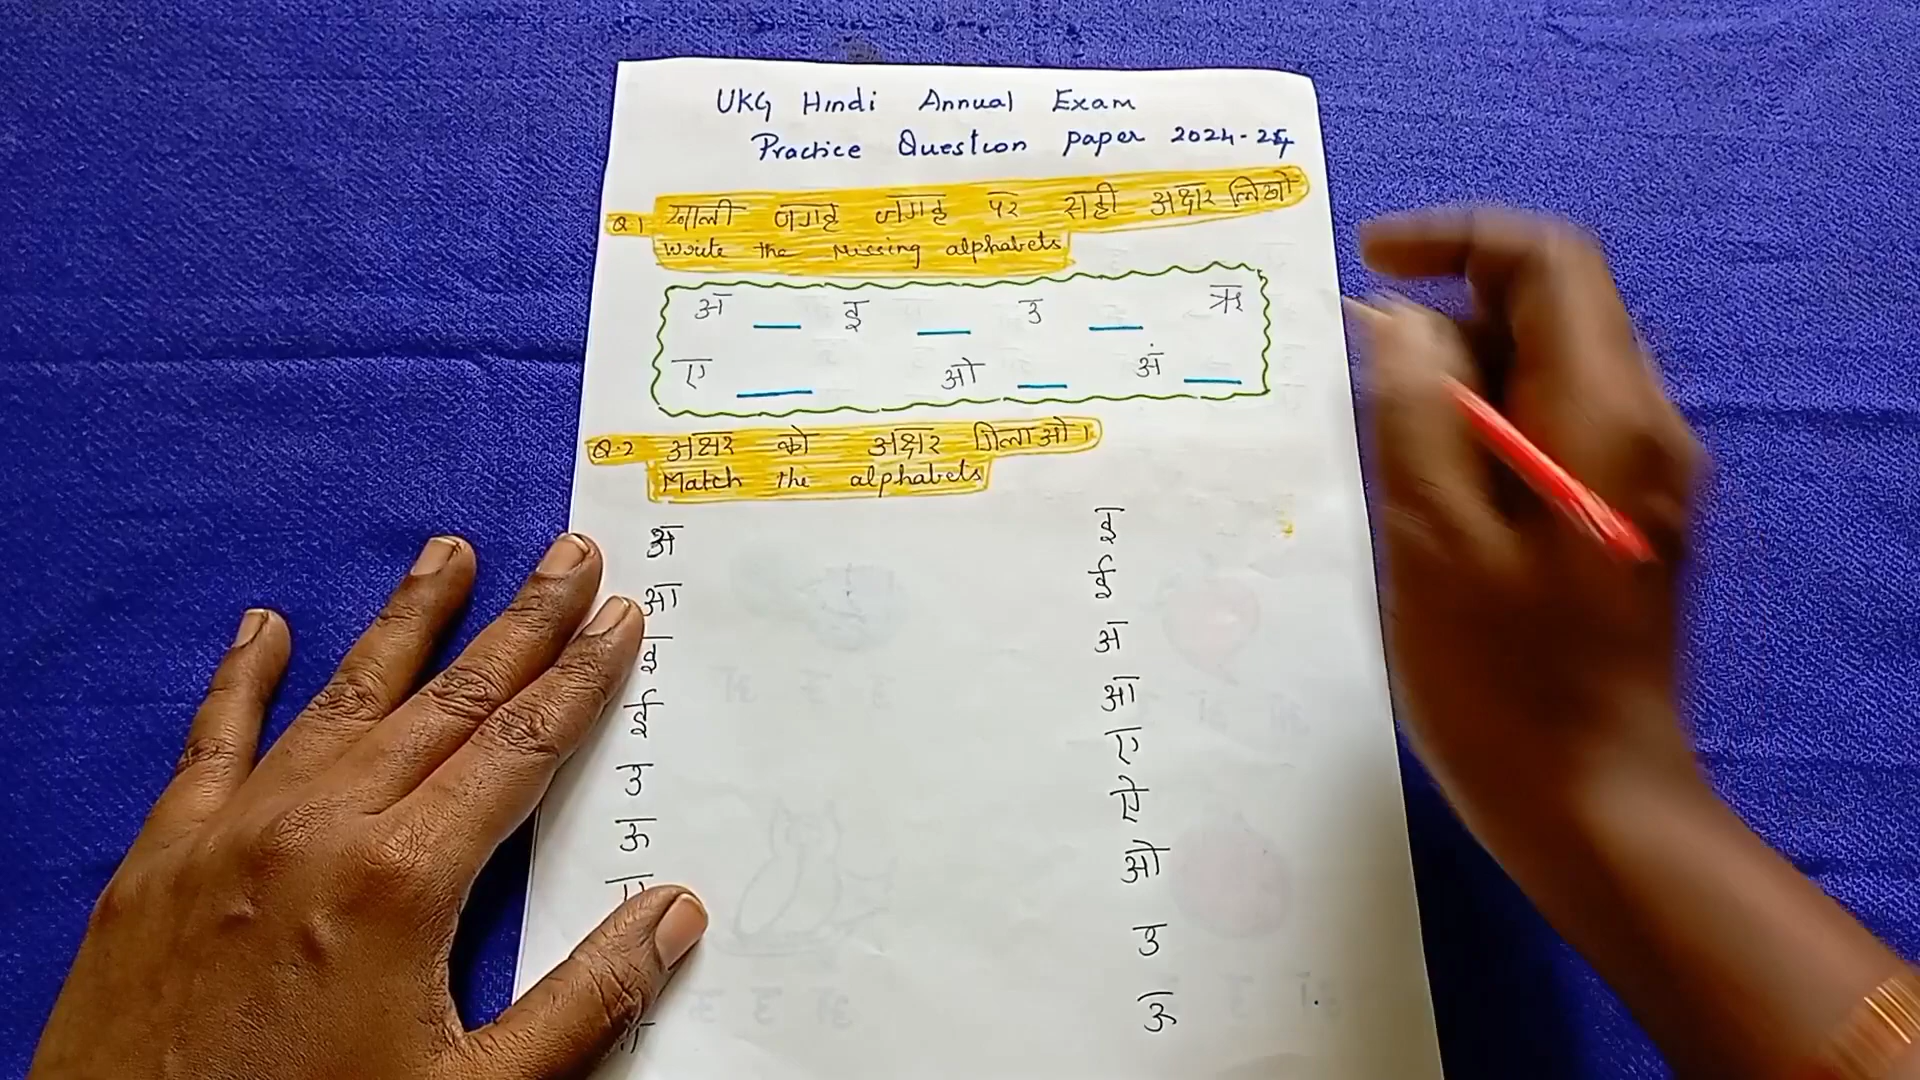 UKG Hindi Annual Exam
Practice Question paper 2024-25
Q.1 खाली जगह जगह पर सही अक्षर लिखो
Write the Missing alphabets
अ __ इ __ उ __ ऋ
ए __ ओ __ अं __
Q.2 अक्षर को अक्षर मिलाओ।
Match the alphabets
अ इ
आ ई
इ अ
ई आ
उ ए
ऊ ऐ
ए ओ
उ
ऊ